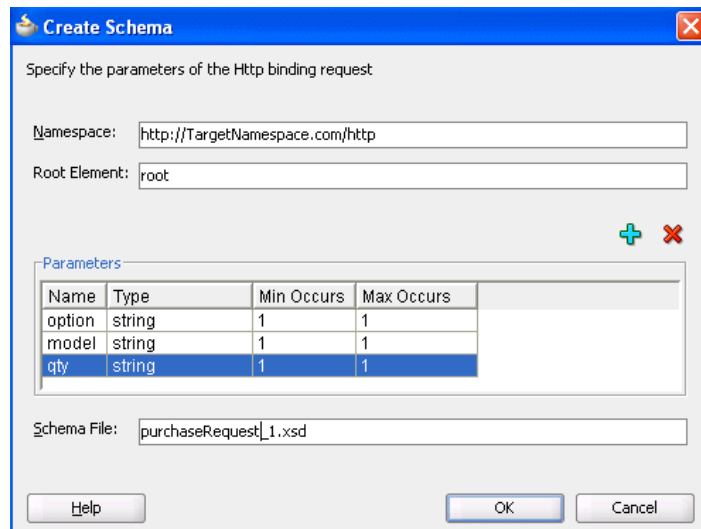 Create Schema
Specify the parameters of the Http binding request
Namespace: http://TargetNamespace.com/http
Root Element: root
Parameters
Name Type Min Occurs Max Occurs
option string 1 1
model string 1 1
qty string 1 1
Schema File: purchaseRequest_1.xsd
Help OK Cancel